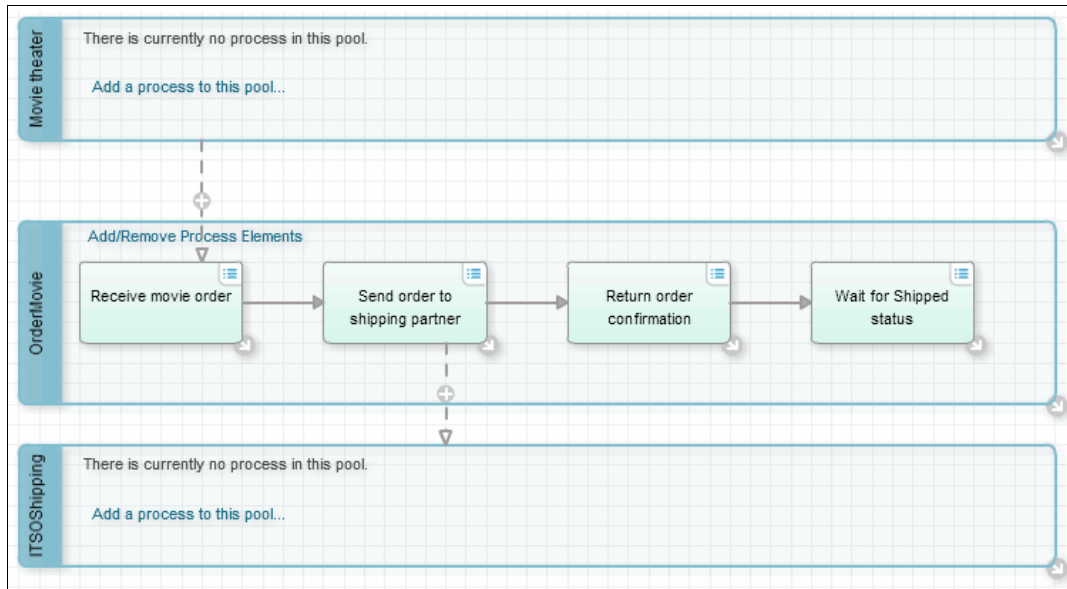 Movie theater
There is currently no process in this pool.
Add a process to this pool...
OrderMovie
Add/Remove Process Elements
Receive movie order
Send order to
shipping partner
Return order
confirmation
Wait for Shipped
status
ITSOShipping
There is currently no process in this pool.
Add a process to this pool...